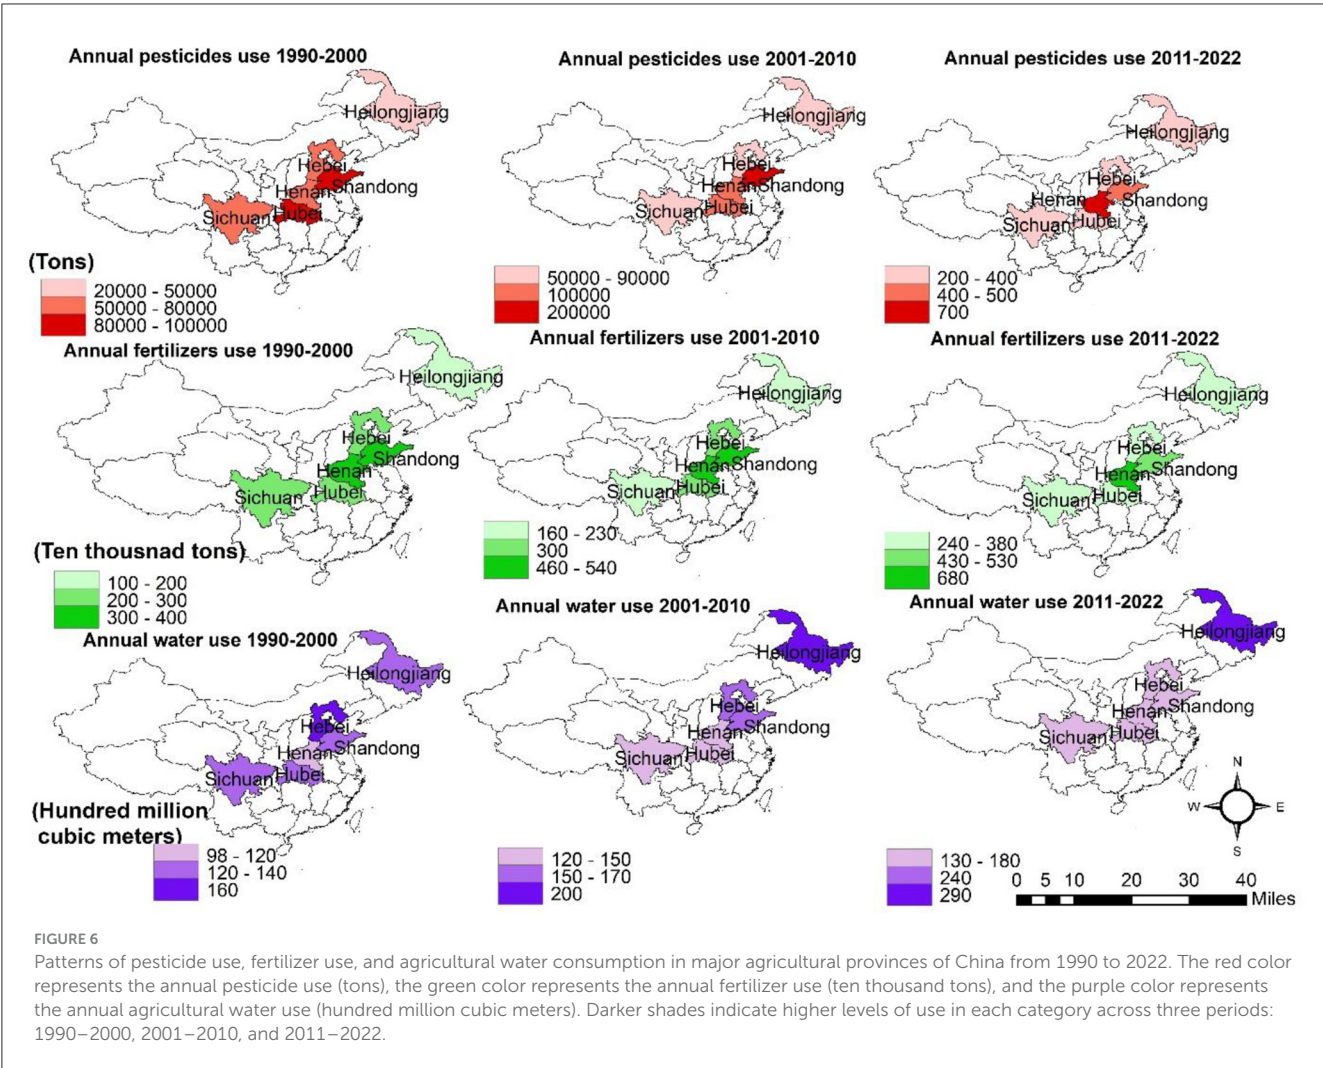 Annual pesticides use 1990-2000
Heilongjiang
Hebei
Shandong
Henan
Hubei
Sichuan
(Tons)
20000 - 50000
50000 - 80000
80000 - 100000
Annual pesticides use 2001-2010
Heilongjiang
Hebei
Henan
Shandong
Hubei
Sichuan
50000 - 90000
100000
200000
Annual pesticides use 2011-2022
Heilongjiang
Hebei
Henan
Shandong
Hubei
Sichuan
200 - 400
400 - 500
700
Annual fertilizers use 1990-2000
Heilongjiang
Hebei
Shandong
Henan
Hubei
Sichuan
(Ten thousnad tons)
100 - 200
200 - 300
300 - 400
Annual fertilizers use 2001-2010
Heilongjiang
Hebei
Henan
Shandong
Hubei
Sichuan
160 - 230
300
460 - 540
Annual fertilizers use 2011-2022
Heilongjiang
Hebei
Henan
Shandong
Hubei
Sichuan
240 - 380
430 - 530
680
Annual water use 1990-2000
Heilongjiang
Hebei
Shandong
Henan
Hubei
Sichuan
(Hundred million
cubic meters)
98 - 120
120 - 140
160
Annual water use 2001-2010
Heilongjiang
Hebei
Shandong
Henan
Hubei
Sichuan
120 - 150
150 - 170
200
Annual water use 2011-2022
Heilongjiang
Hebei
Shandong
Henan
Hubei
Sichuan
130 - 180
240
290
N
W
E
S
0 5 10 20 30 40
Miles
FIGURE 6
Patterns of pesticide use, fertilizer use, and agricultural water consumption in major agricultural provinces of China from 1990 to 2022. The red color
represents the annual pesticide use (tons), the green color represents the annual fertilizer use (ten thousand tons), and the purple color represents
the annual agricultural water use (hundred million cubic meters). Darker shades indicate higher levels of use in each category across three periods:
1990–2000, 2001–2010, and 2011–2022.